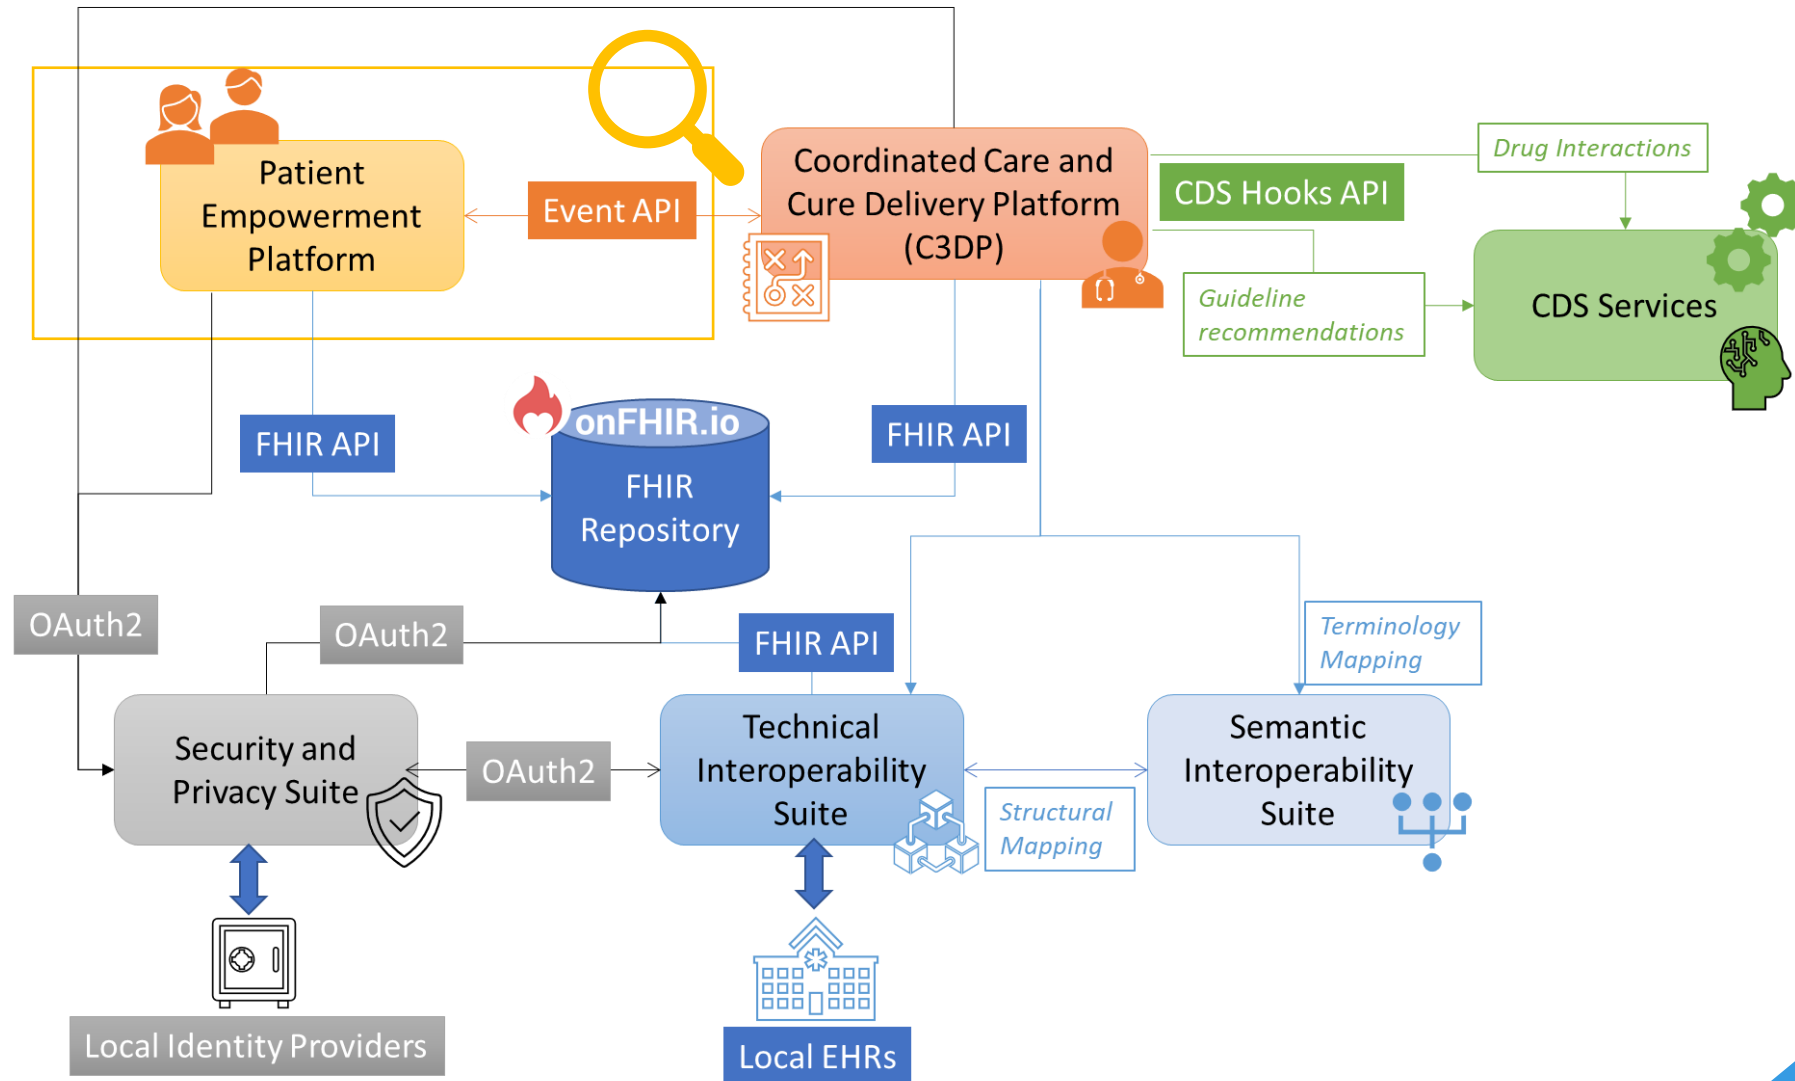 Patient
Empowerment
Platform
Event API
Coordinated Care and
Cure Delivery Platform
(C3DP)
CDS Hooks API
Drug Interactions
Guideline
recommendations
CDS Services
FHIR API
onFHIR.io
FHIR
Repository
FHIR API
OAuth2
OAuth2
FHIR API
Terminology
Mapping
Security and
Privacy Suite
OAuth2
Technical
Interoperability
Suite
Structural
Mapping
Semantic
Interoperability
Suite
Local Identity Providers
Local EHRs